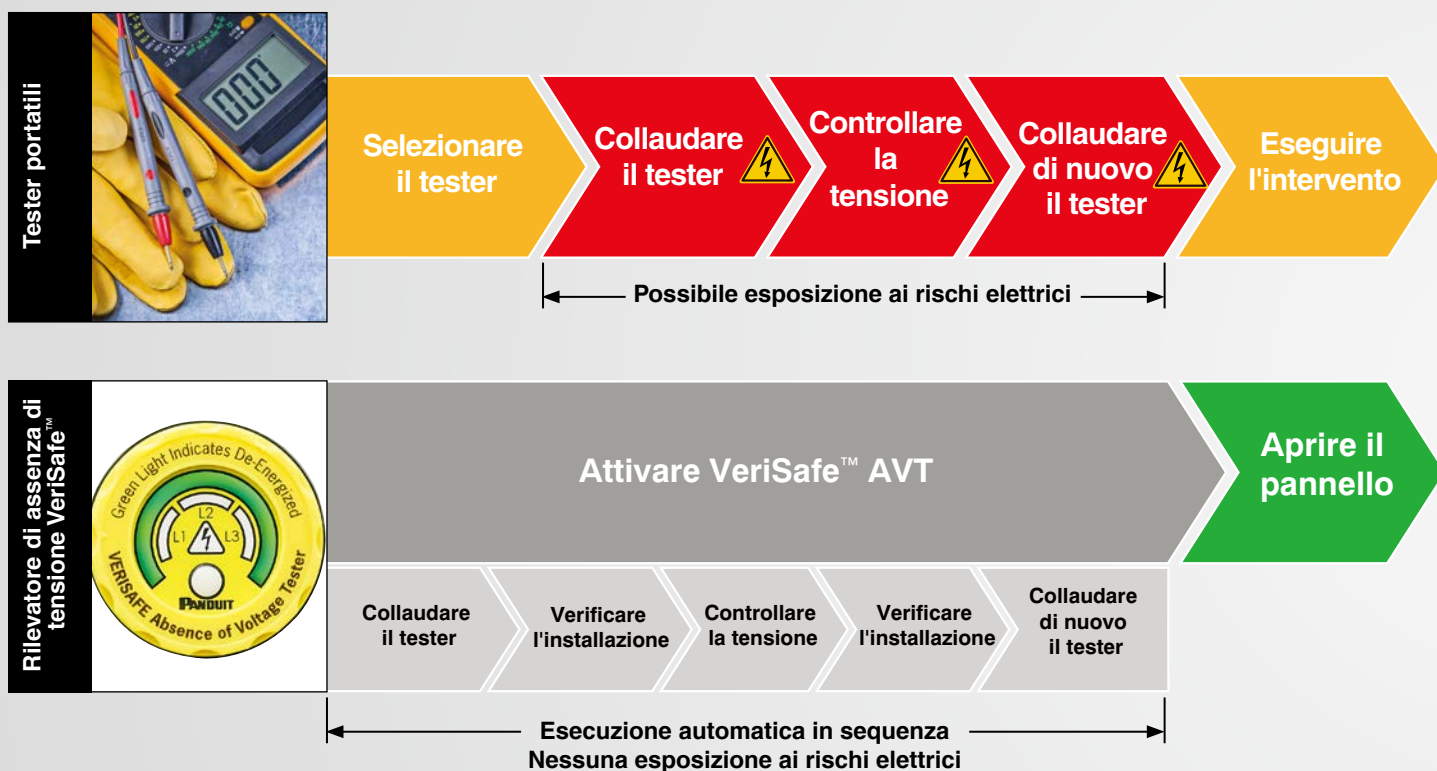 Tester portatili
000
Selezionare
il tester
Collaudare
il tester
Controllare
la
tensione
Collaudare
di nuovo
il tester
Eseguire
l'intervento
Possibile esposizione ai rischi elettrici
Rilevatore di assenza di
tensione VeriSafe™
Green Light Indicates De-Energized
L1
L2
L3
PANDUIT
VERISAFE Absence of Voltage Tester
Attivare VeriSafe™ AVT
Aprire il
pannello
Collaudare
il tester
Verificare
l'installazione
Controllare
la tensione
Verificare
l'installazione
Collaudare
di nuovo
il tester
Esecuzione automatica in sequenza
Nessuna esposizione ai rischi elettrici